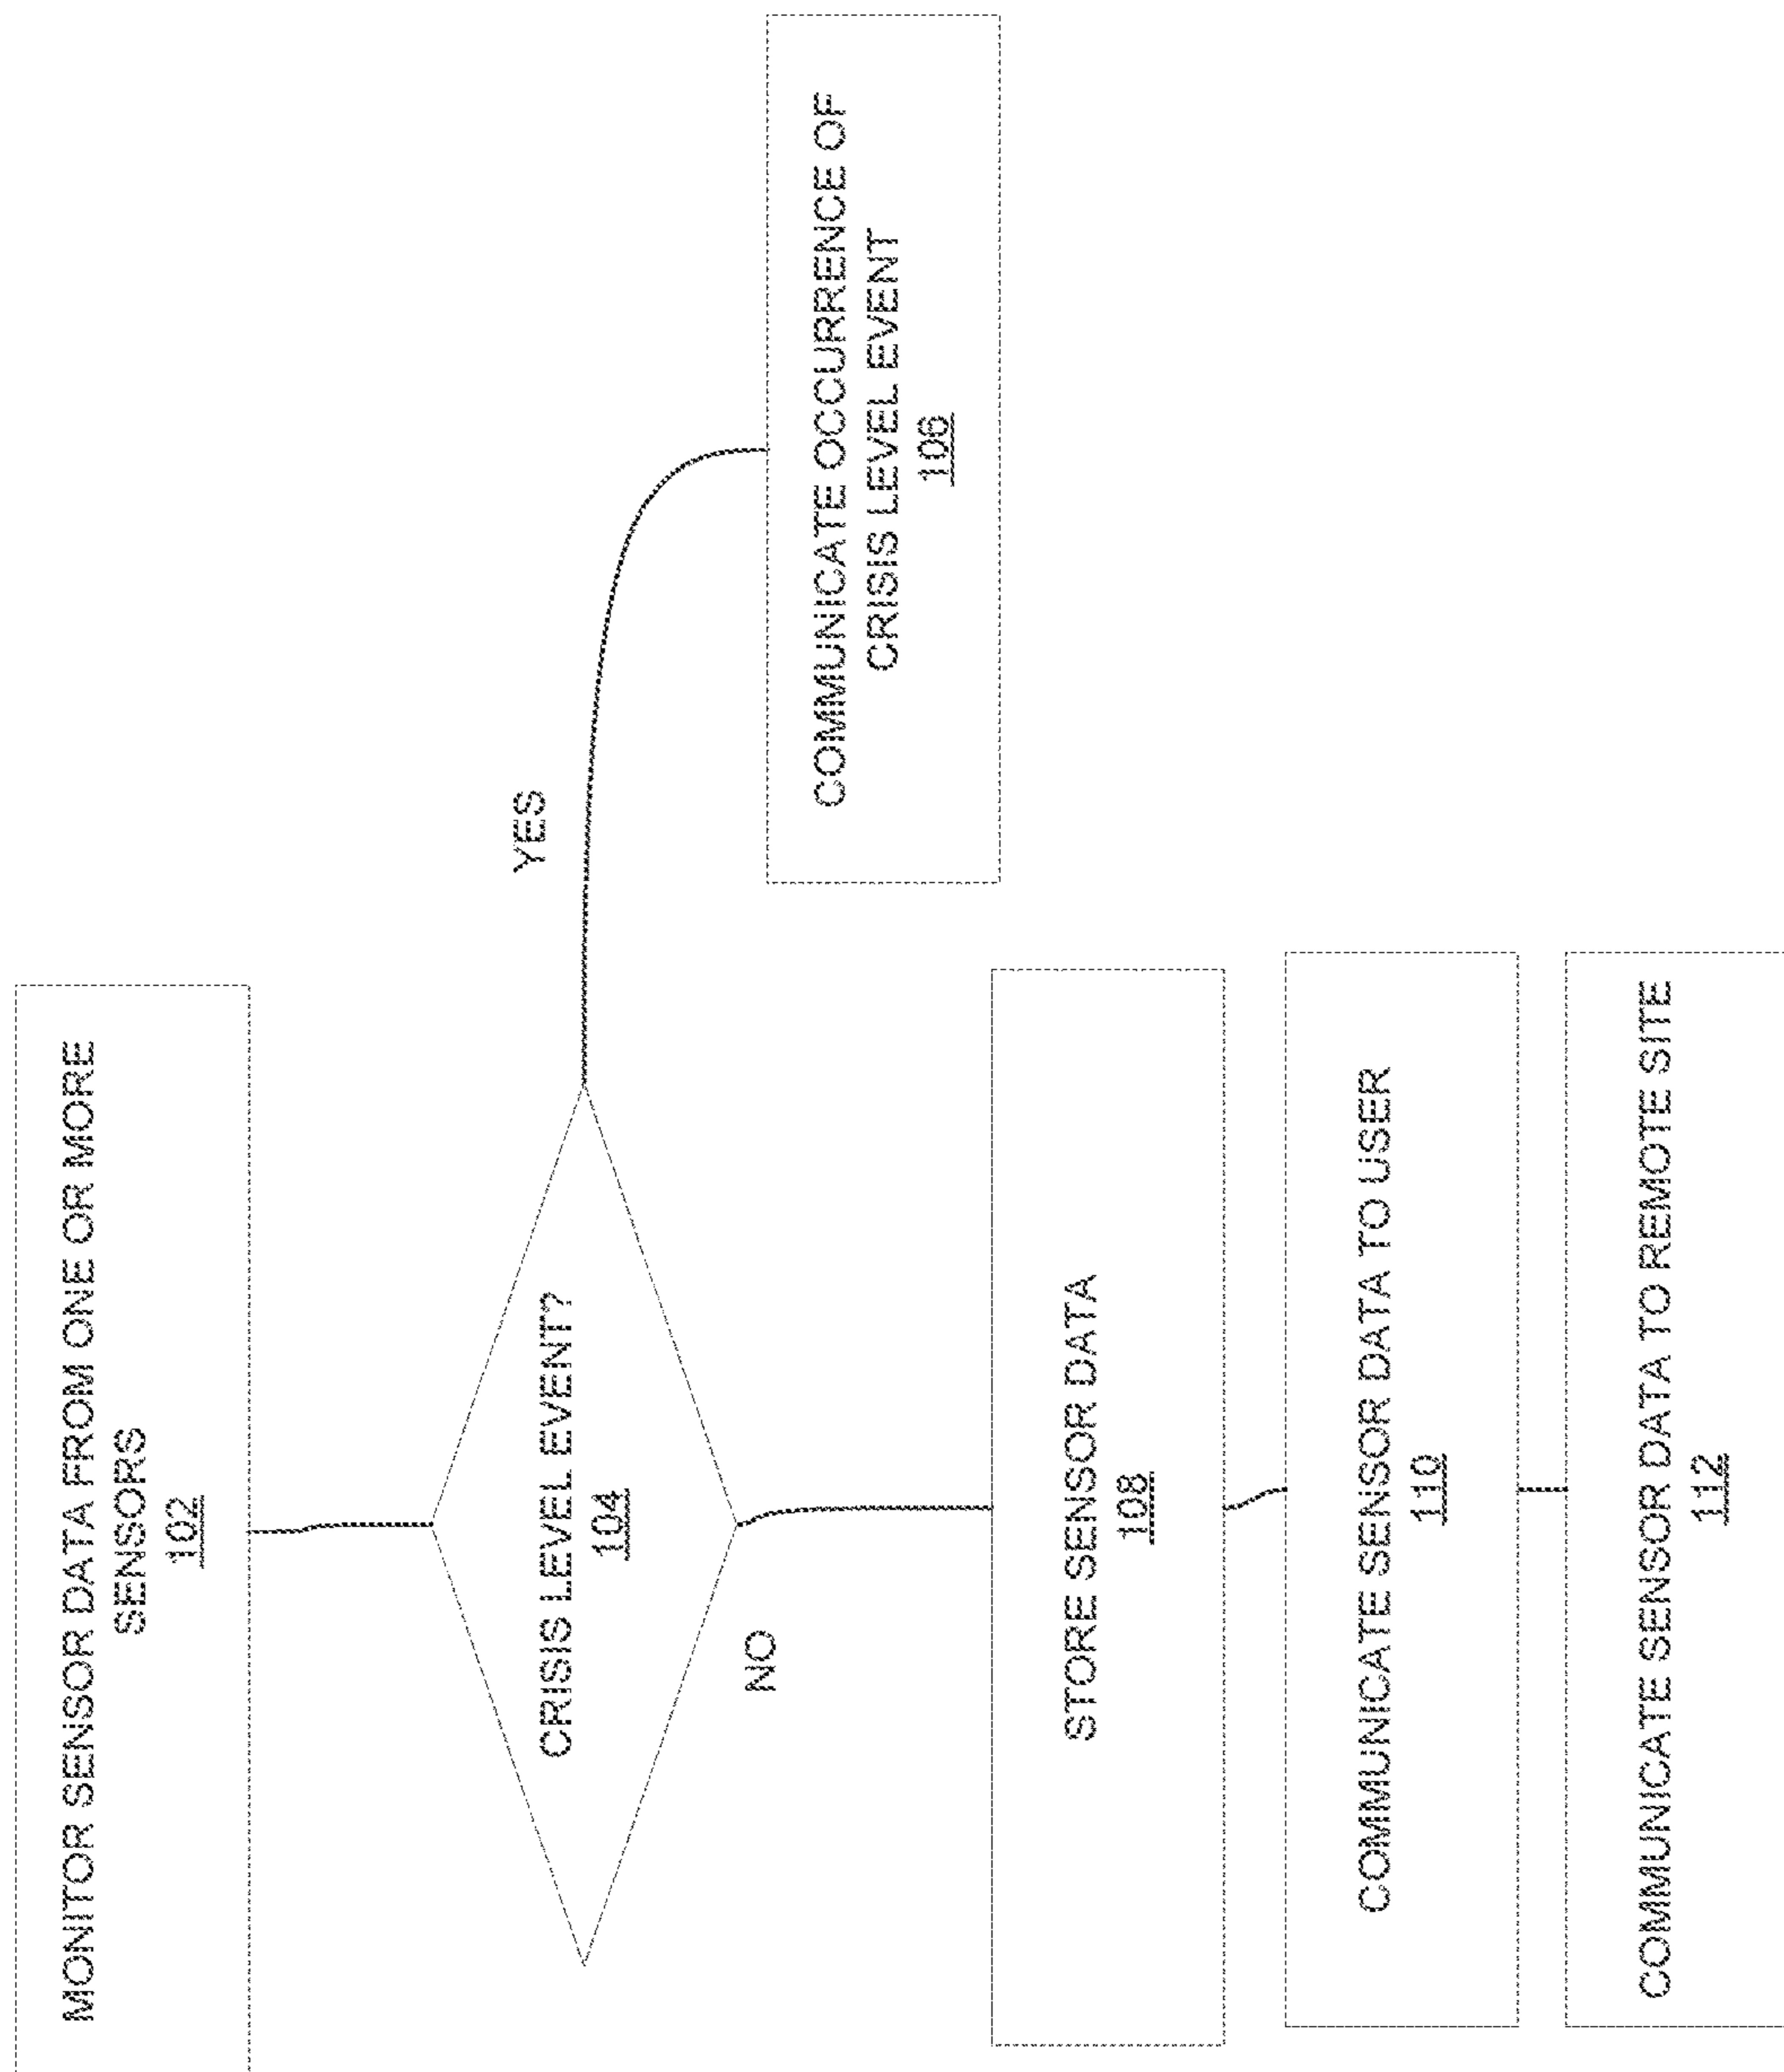 MONITOR SENSOR DATA FROM ONE OR MORE
SENSORS
102
CRISIS LEVEL EVENT?
104
YES
COMMUNICATE OCCURRENCE OF
CRISIS LEVEL EVENT
106
NO
STORE SENSOR DATA
108
COMMUNICATE SENSOR DATA TO USER
110
COMMUNICATE SENSOR DATA TO REMOTE SITE
112